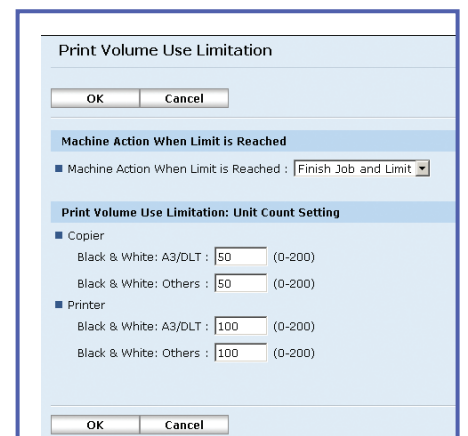 Print Volume Use Limitation
OK Cancel
Machine Action When Limit is Reached
Machine Action When Limit is Reached : Finish Job and Limit
Print Volume Use Limitation: Unit Count Setting
Copier
Black & White: A3/DLT : 50 (0-200)
Black & White: Others : 50 (0-200)
Printer
Black & White: A3/DLT : 100 (0-200)
Black & White: Others : 100 (0-200)
OK Cancel